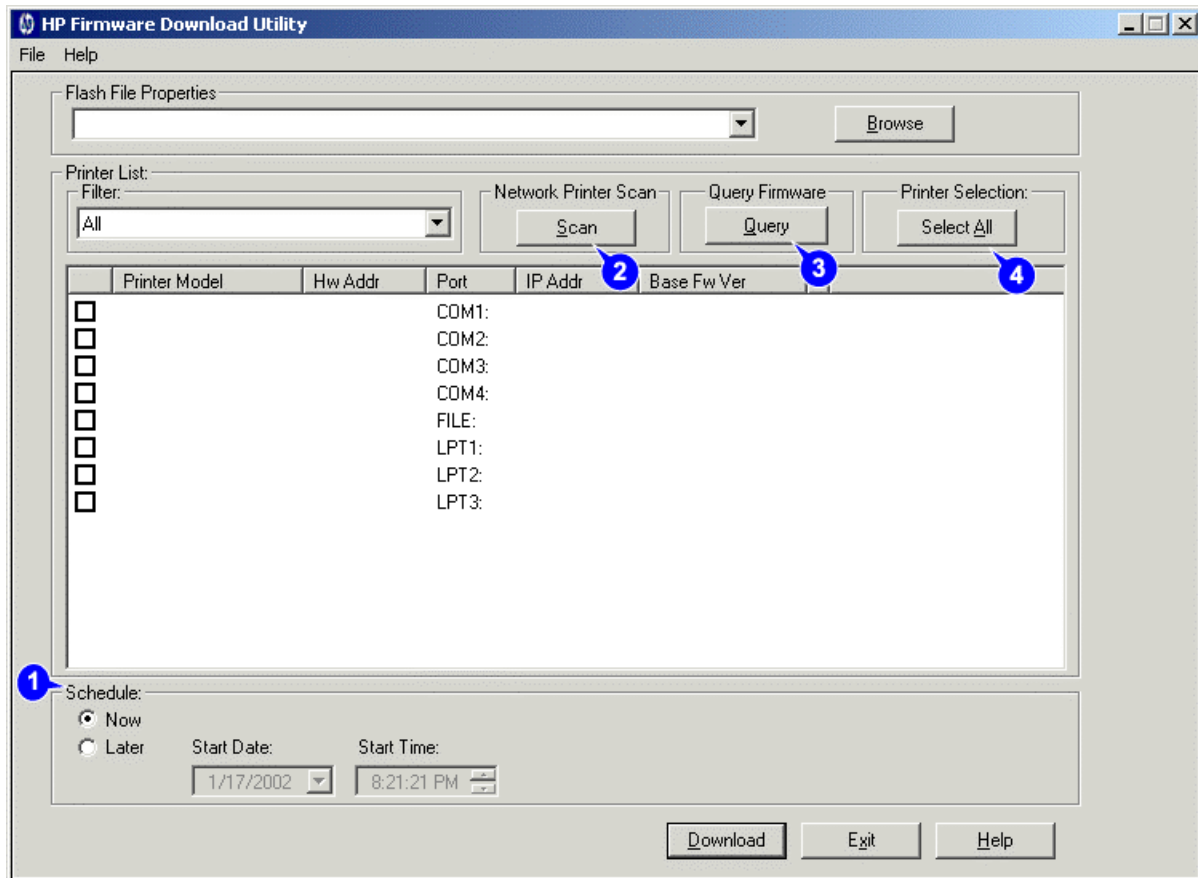 HP Firmware Download Utility
File Help
Flash File Properties
Browse
Printer List:
Filter:
Network Printer Scan
Query Firmware
Printer Selection:
All
Scan
Query
Select All
2
3
4
Printer Model Hw Addr Port IP Addr Base Fw Ver
COM1:
COM2:
COM3:
COM4:
FILE:
LPT1:
LPT2:
LPT3:
1
Schedule:
Now
Later Start Date: Start Time:
1/17/2002 8:21:21 PM
Download Exit Help